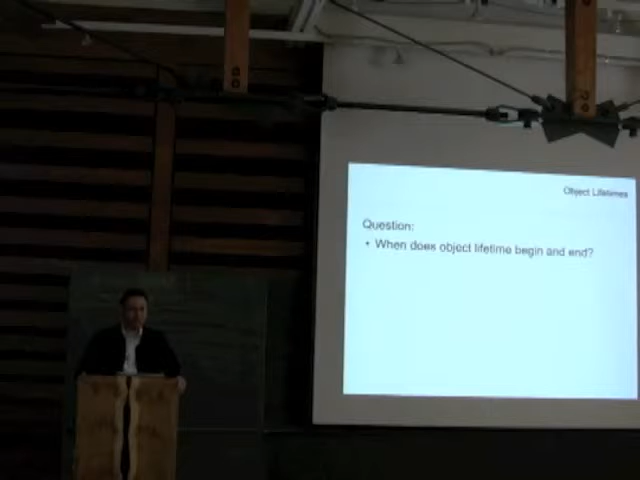 Object Lifetimes
Question:
• When does object lifetime begin and end?